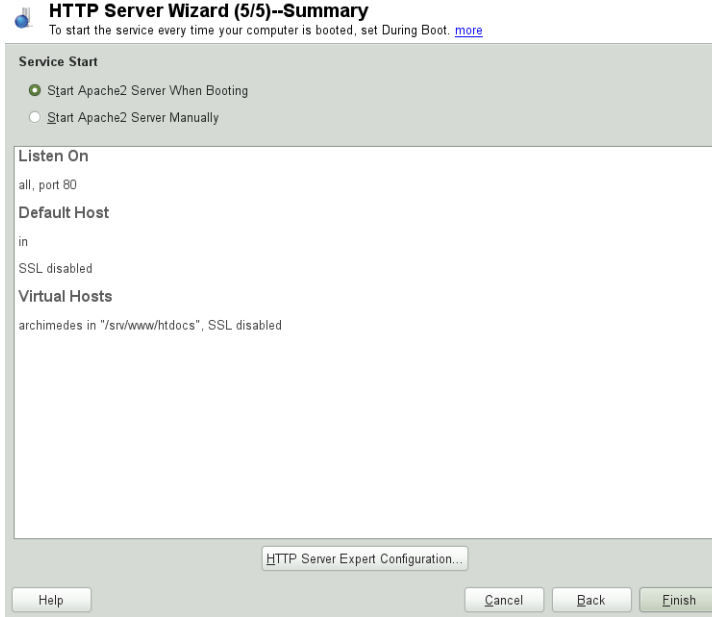 HTTP Server Wizard (5/5)--Summary
To start the service every time your computer is booted, set During Boot. more
Service Start
Start Apache2 Server When Booting
Start Apache2 Server Manually
Listen On
all, port 80
Default Host
in
SSL disabled
Virtual Hosts
archimedes in "/srv/www/htdocs", SSL disabled
HTTP Server Expert Configuration...
Help
Cancel
Back
Finish